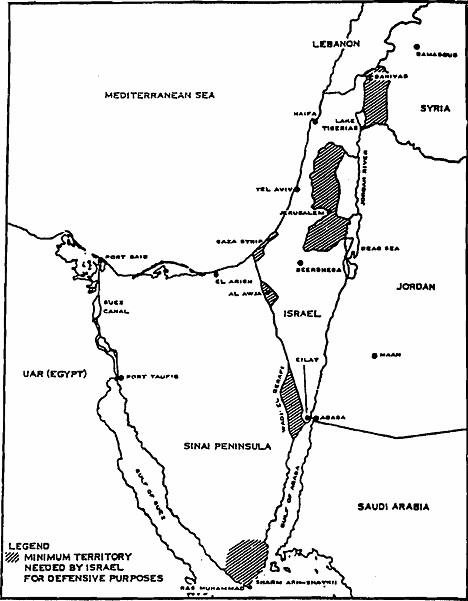 LEBANON
DAMASCUS
BANIYAS
MEDITERRANEAN SEA
SYRIA
HAIFA
LAKE
TIBERIAS
JORDAN RIVER
TEL AVIV
JERUSALEM
GAZA STRIP
DEAD SEA
PORT SAID
BEERSHEBA
EL ARISH
JORDAN
AL AWJA
SUEZ
CANAL
ISRAEL
MAAN
EILAT
UAR (EGYPT)
PORT TAUFIQ
WADI EL GERAFI
AQABA
SINAI PENINSULA
GULF OF SUEZ
GULF OF AQABA
SAUDI ARABIA
LEGEND
MINIMUM TERRITORY
NEEDED BY ISRAEL
FOR DEFENSIVE PURPOSES
RAS MUHAMMAD
SHARM ASH-SHAYKH